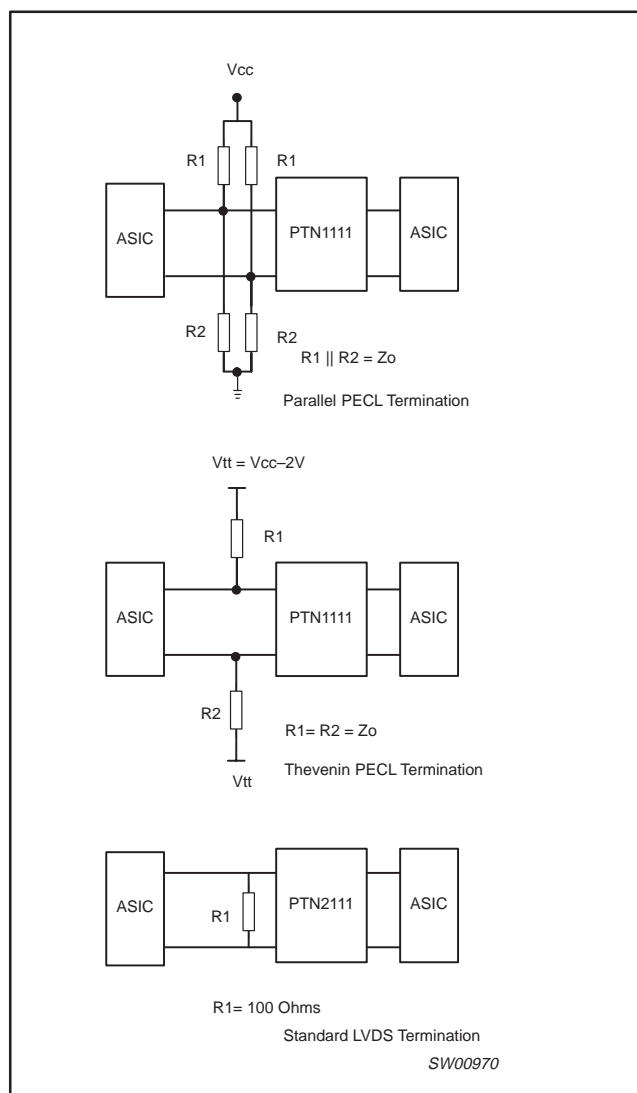 Vcc
R1 R1
ASIC PTN1111 ASIC
R2 R2
R1 || R2 = Zo
Parallel PECL Termination
Vtt = Vcc–2V
R1
ASIC PTN1111 ASIC
R2
R1= R2 = Zo
Vtt
Thevenin PECL Termination
ASIC R1 PTN2111 ASIC
R1= 100 Ohms
Standard LVDS Termination
SW00970